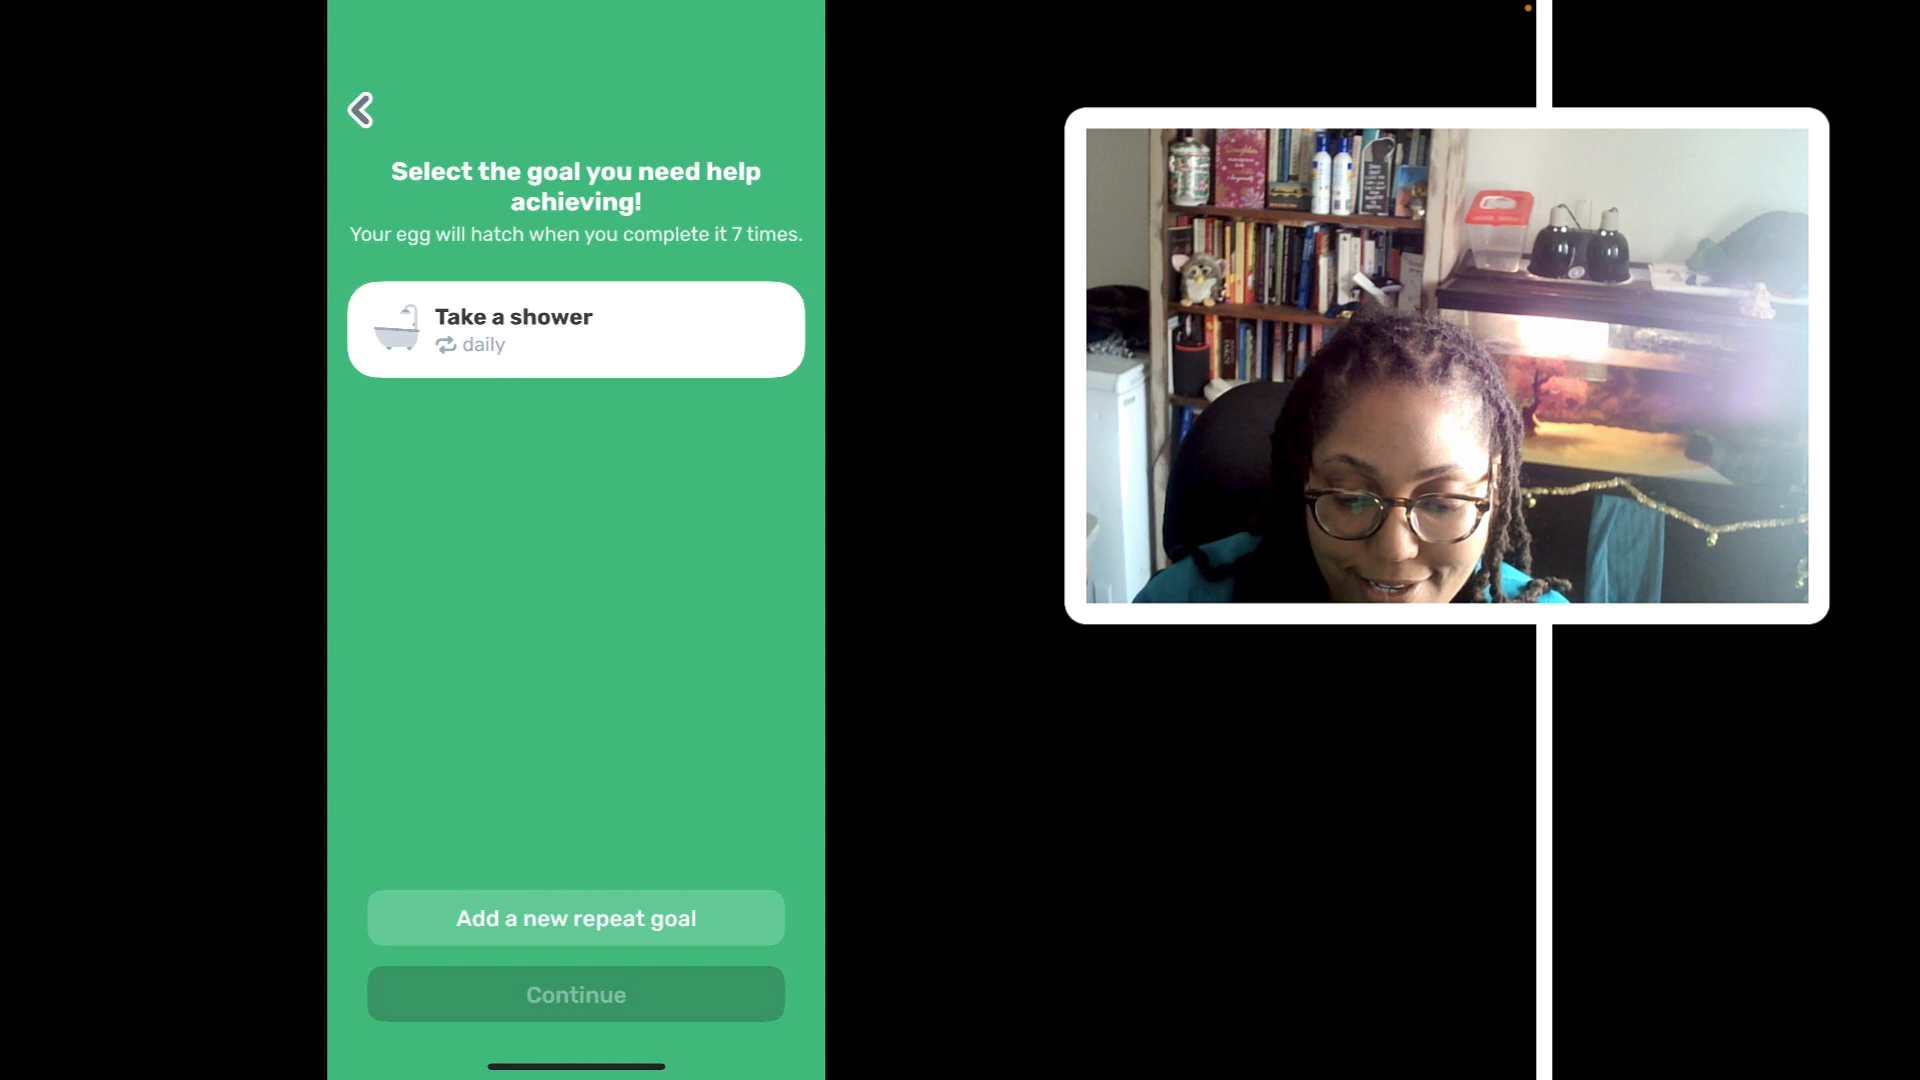 Select the goal you need help
achieving!
Your egg will hatch when you complete it 7 times.
Take a shower
daily
Add a new repeat goal
Continue